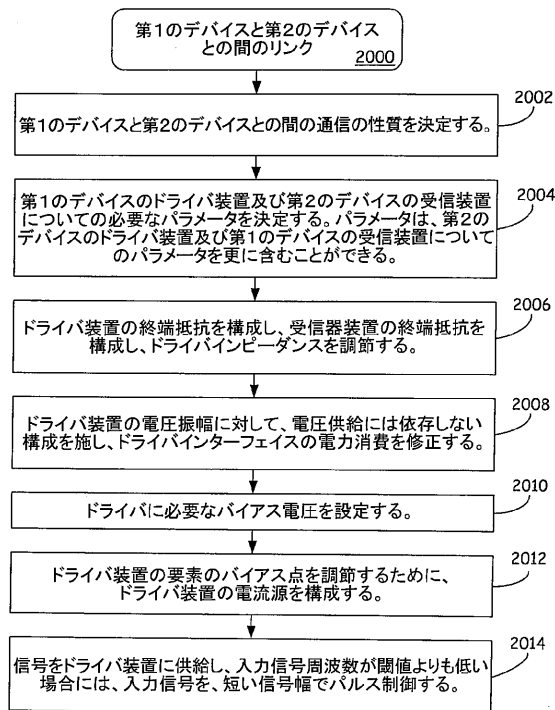 第1のデバイスと第2のデバイス
との間のリンク
2000
2002
第1のデバイスと第2のデバイスとの間の通信の性質を決定する。
2004
第1のデバイスのドライバ装置及び第2のデバイスの受信装置
についての必要なパラメータを決定する。パラメータは、第2の
デバイスのドライバ装置及び第1のデバイスの受信装置について
のパラメータを更に含むことができる。
2006
ドライバ装置の終端抵抗を構成し、受信器装置の終端抵抗を
構成し、ドライバインピーダンスを調節する。
2008
ドライバ装置の電圧振幅に対して、電圧供給には依存しない
構成を施し、ドライバインターフェイスの電力消費を修正する。
2010
ドライバに必要なバイアス電圧を設定する。
2012
ドライバ装置の要素のバイアス点を調節するために、
ドライバ装置の電流源を構成する。
2014
信号をドライバ装置に供給し、入力信号周波数が閾値よりも低い
場合には、入力信号を、短い信号幅でパルス制御する。